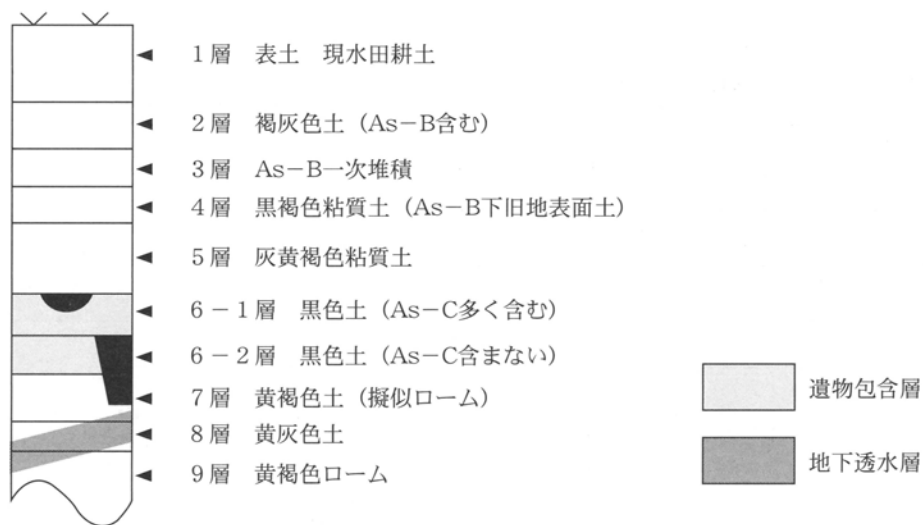 1層 表土 現水田耕土
2層 褐灰色土（As－B含む）
3層 As－B一次堆積
4層 黒褐色粘質土（As－B下旧地表面土）
5層 灰黄褐色粘質土
6－1層 黒色土（As－C多く含む）
6－2層 黒色土（As－C含まない）
7層 黄褐色土（擬似ローム）
8層 黄灰色土
9層 黄褐色ローム
遺物包含層
地下透水層